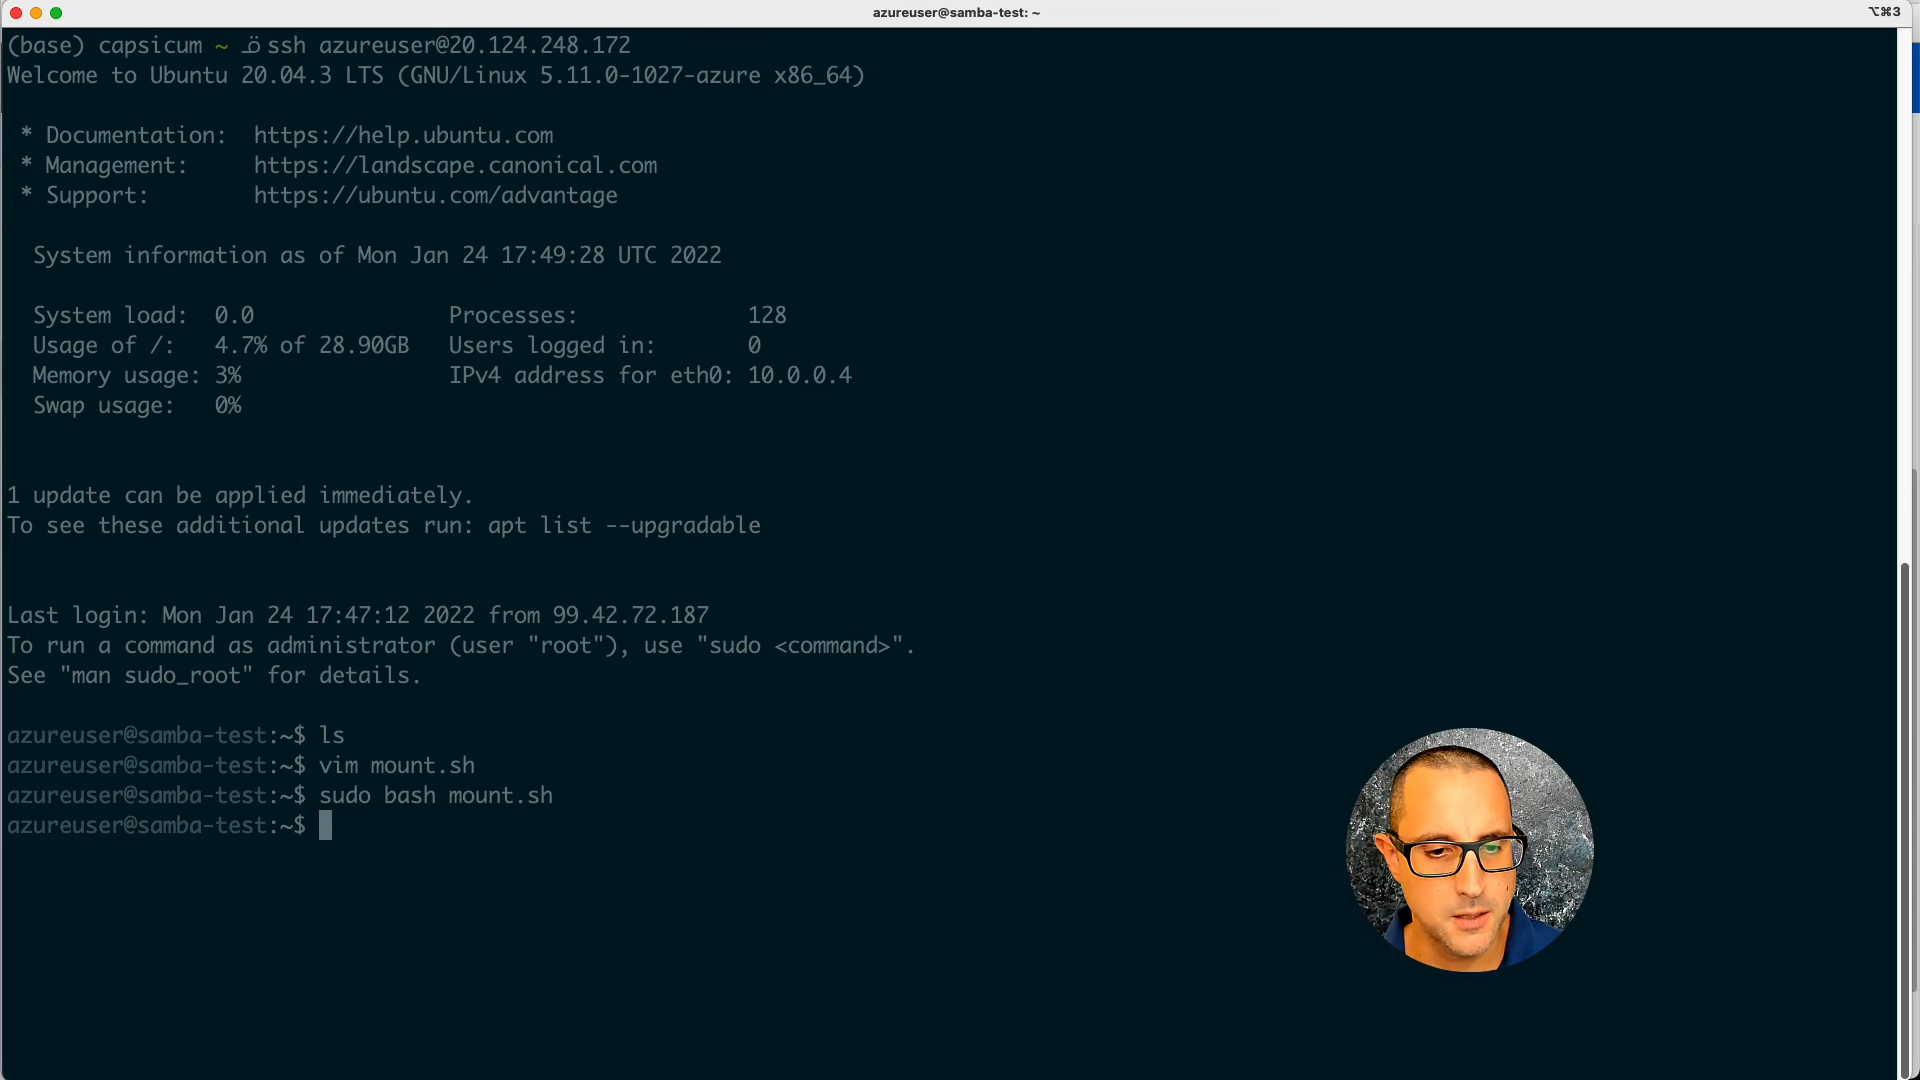 azureuser@samba-test: ~
⌥⌘3
(base) capsicum ~ ssh azureuser@20.124.248.172
Welcome to Ubuntu 20.04.3 LTS (GNU/Linux 5.11.0-1027-azure x86_64)
* Documentation:  https://help.ubuntu.com
* Management:     https://landscape.canonical.com
* Support:        https://ubuntu.com/advantage
System information as of Mon Jan 24 17:49:28 UTC 2022
System load:  0.0               Processes:             128
Usage of /:   4.7% of 28.90GB   Users logged in:       0
Memory usage: 3%                IPv4 address for eth0: 10.0.0.4
Swap usage:   0%
1 update can be applied immediately.
To see these additional updates run: apt list --upgradable
Last login: Mon Jan 24 17:47:12 2022 from 99.42.72.187
To run a command as administrator (user "root"), use "sudo <command>".
See "man sudo_root" for details.
azureuser@samba-test:~$ ls
azureuser@samba-test:~$ vim mount.sh
azureuser@samba-test:~$ sudo bash mount.sh
azureuser@samba-test:~$